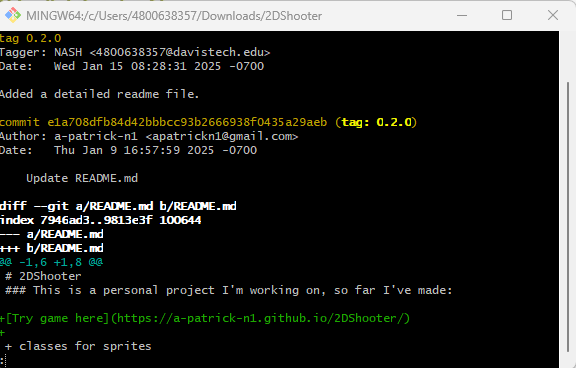 MINGW64:/c/Users/4800638357/Downloads/2DShooter
tag 0.2.0
Tagger: NASH <4800638357@davistech.edu>
Date:   Wed Jan 15 08:28:31 2025 -0700
Added a detailed readme file.
commit e1a708dfb84d42bbbcc93b2666938f0435a29aeb (tag: 0.2.0)
Author: a-patrick-n1 <apatrickn1@gmail.com>
Date:   Thu Jan 9 16:57:59 2025 -0700
    Update README.md
diff --git a/README.md b/README.md
index 7946ad3..9813e3f 100644
--- a/README.md
+++ b/README.md
@@ -1,6 +1,8 @@
 # 2DShooter
 ### This is a personal project I'm working on, so far I've made:
+[Try game here](https://a-patrick-n1.github.io/2DShooter/)
+
 + classes for sprites
: